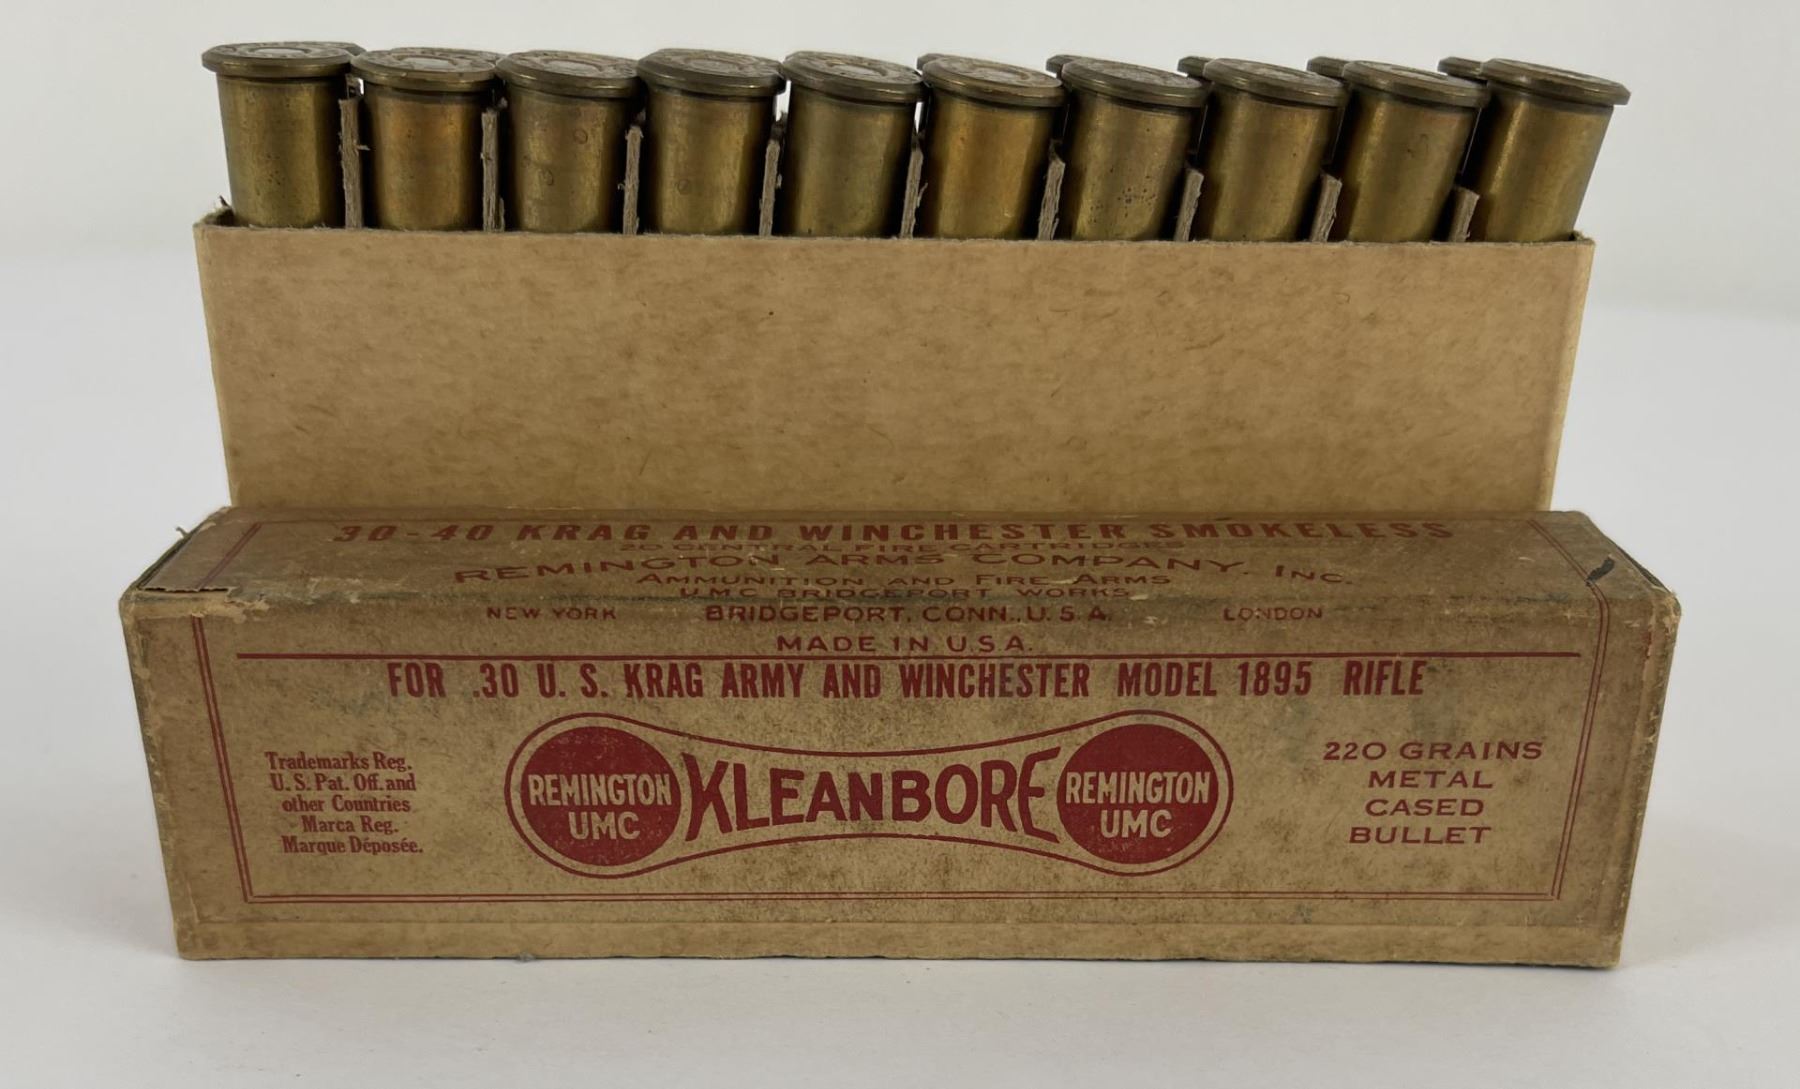 30-40 KRAG AND WINCHESTER SMOKELESS
20 CENTRAL FIRE CARTRIDGES
REMINGTON ARMS COMPANY, INC.
AMMUNITION AND FIRE ARMS
U.M.C. BRIDGEPORT WORKS
NEW YORK BRIDGEPORT, CONN., U.S.A. LONDON
MADE IN U.S.A.
FOR .30 U. S. KRAG ARMY AND WINCHESTER MODEL 1895 RIFLE
Trademarks Reg.
U. S. Pat. Off. and
other Countries
Marca Reg.
Marque Déposée.
REMINGTON
UMC
KLEANBORE
REMINGTON
UMC
220 GRAINS
METAL
CASED
BULLET